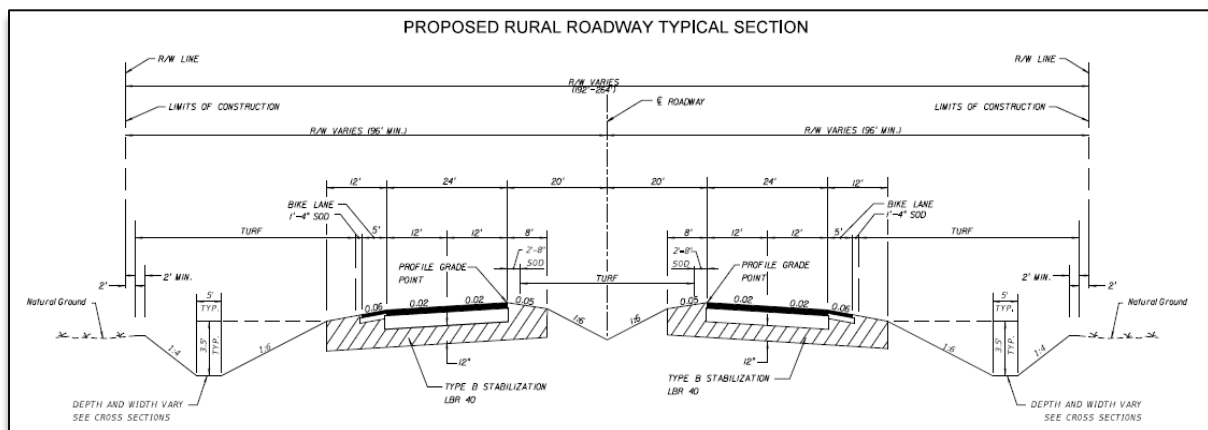 PROPOSED RURAL ROADWAY TYPICAL SECTION
R/W LINE
R/W LINE
R/W VARIES
(192'-264')
LIMITS OF CONSTRUCTION
℄ ROADWAY
LIMITS OF CONSTRUCTION
R/W VARIES (96' MIN.)
R/W VARIES (96' MIN.)
12'
24'
20'
20'
24'
12'
BIKE LANE
1'-4" SOD
BIKE LANE
1'-4" SOD
TURF
5'
12'
12'
8'
8'
12'
12'
5'
TURF
2'-8"
SOD
2'-8"
SOD
2' MIN.
2'
PROFILE GRADE
POINT
TURF
PROFILE GRADE
POINT
2' MIN.
2'
Natural Ground
5'
TYP.
0.06
0.02
0.02
0.05
0.05
0.02
0.02
0.06
5'
TYP.
Natural Ground
1:4
3.5'
TYP.
1:6
1:6
1:6
1:6
3.5'
TYP.
1:4
12"
12"
TYPE B STABILIZATION
LBR 40
TYPE B STABILIZATION
LBR 40
DEPTH AND WIDTH VARY
SEE CROSS SECTIONS
DEPTH AND WIDTH VARY
SEE CROSS SECTIONS